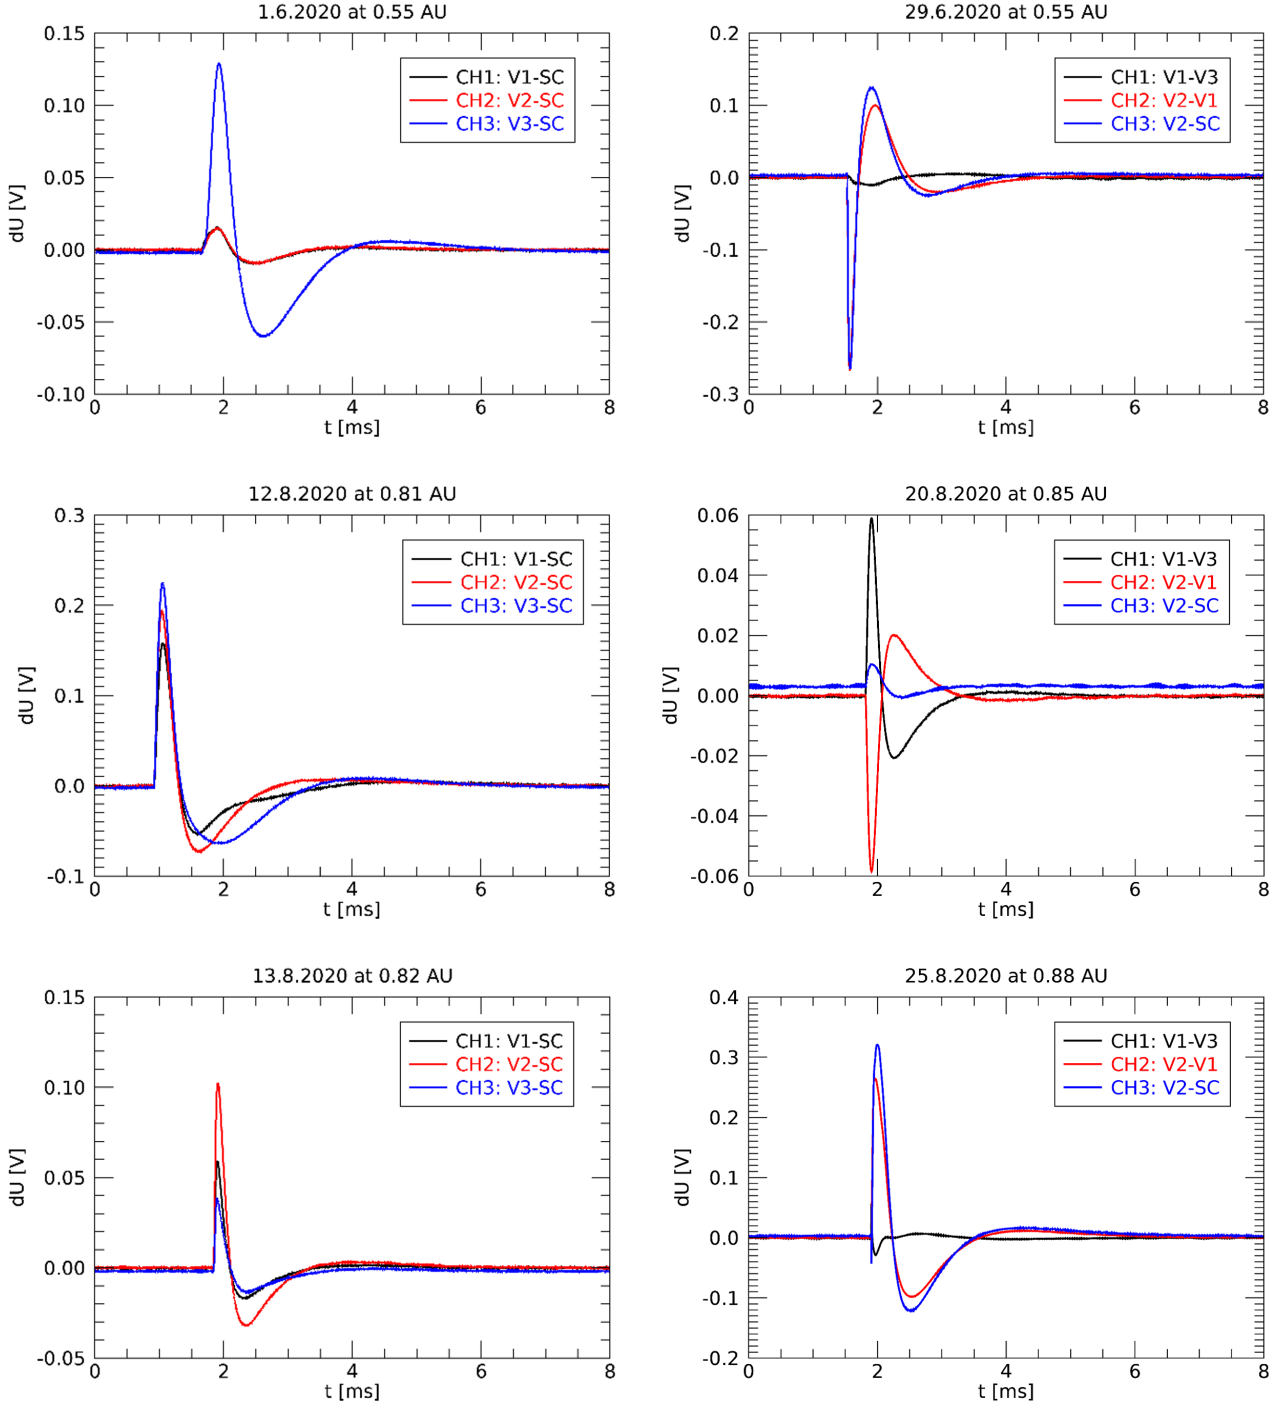 1.6.2020 at 0.55 AU
0.15
0.10
0.05
0.00
-0.05
-0.10
dU [V]
CH1: V1-SC
CH2: V2-SC
CH3: V3-SC
0 2 4 6 8
t [ms]
29.6.2020 at 0.55 AU
0.2
0.1
0.0
-0.1
-0.2
-0.3
dU [V]
CH1: V1-V3
CH2: V2-V1
CH3: V2-SC
0 2 4 6 8
t [ms]
12.8.2020 at 0.81 AU
0.3
0.2
0.1
0.0
-0.1
dU [V]
CH1: V1-SC
CH2: V2-SC
CH3: V3-SC
0 2 4 6 8
t [ms]
20.8.2020 at 0.85 AU
0.06
0.04
0.02
0.00
-0.02
-0.04
-0.06
dU [V]
CH1: V1-V3
CH2: V2-V1
CH3: V2-SC
0 2 4 6 8
t [ms]
13.8.2020 at 0.82 AU
0.15
0.10
0.05
0.00
-0.05
dU [V]
CH1: V1-SC
CH2: V2-SC
CH3: V3-SC
0 2 4 6 8
t [ms]
25.8.2020 at 0.88 AU
0.4
0.3
0.2
0.1
0.0
-0.1
-0.2
dU [V]
CH1: V1-V3
CH2: V2-V1
CH3: V2-SC
0 2 4 6 8
t [ms]